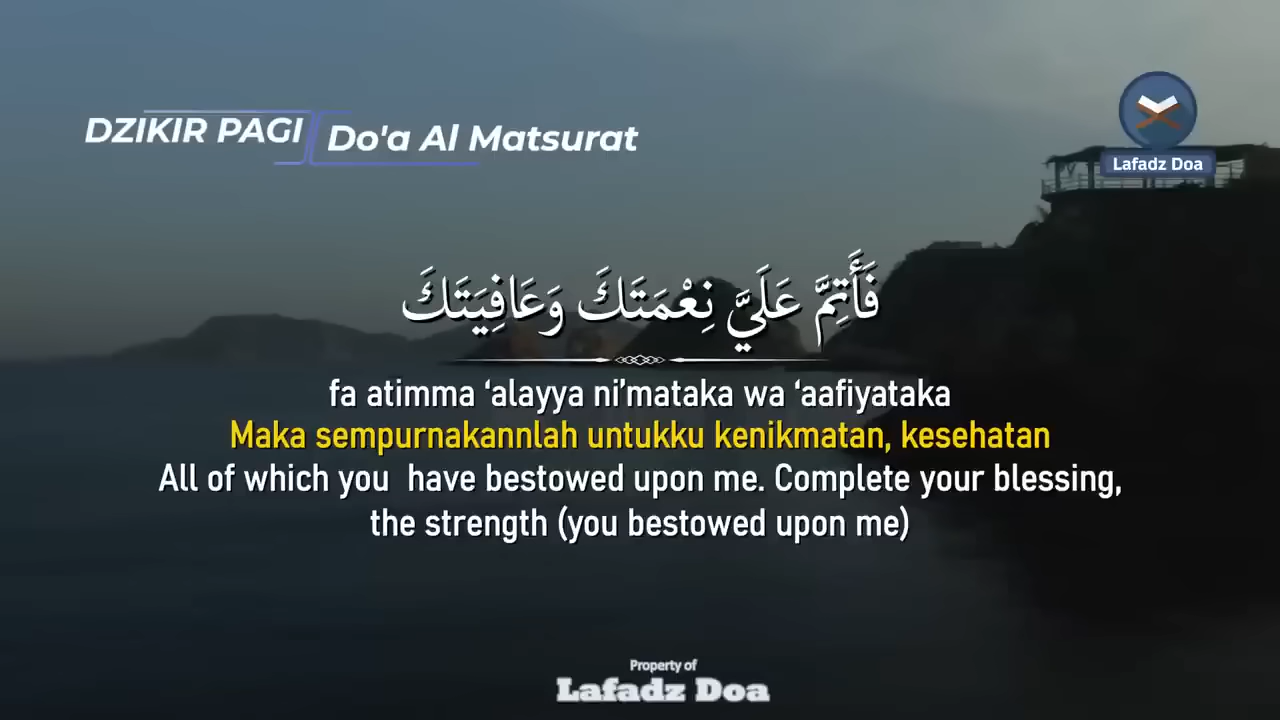 DZIKIR PAGI
Do'a Al Matsurat
Lafadz Doa
فَأَتِمَّ عَلَيَّ نِعْمَتَكَ وَعَافِيَتَكَ
fa atimma ‘alayya ni’mataka wa ‘aafiyataka
Maka sempurnakannlah untukku kenikmatan, kesehatan
All of which you have bestowed upon me. Complete your blessing,
the strength (you bestowed upon me)
Property of
Lafadz Doa